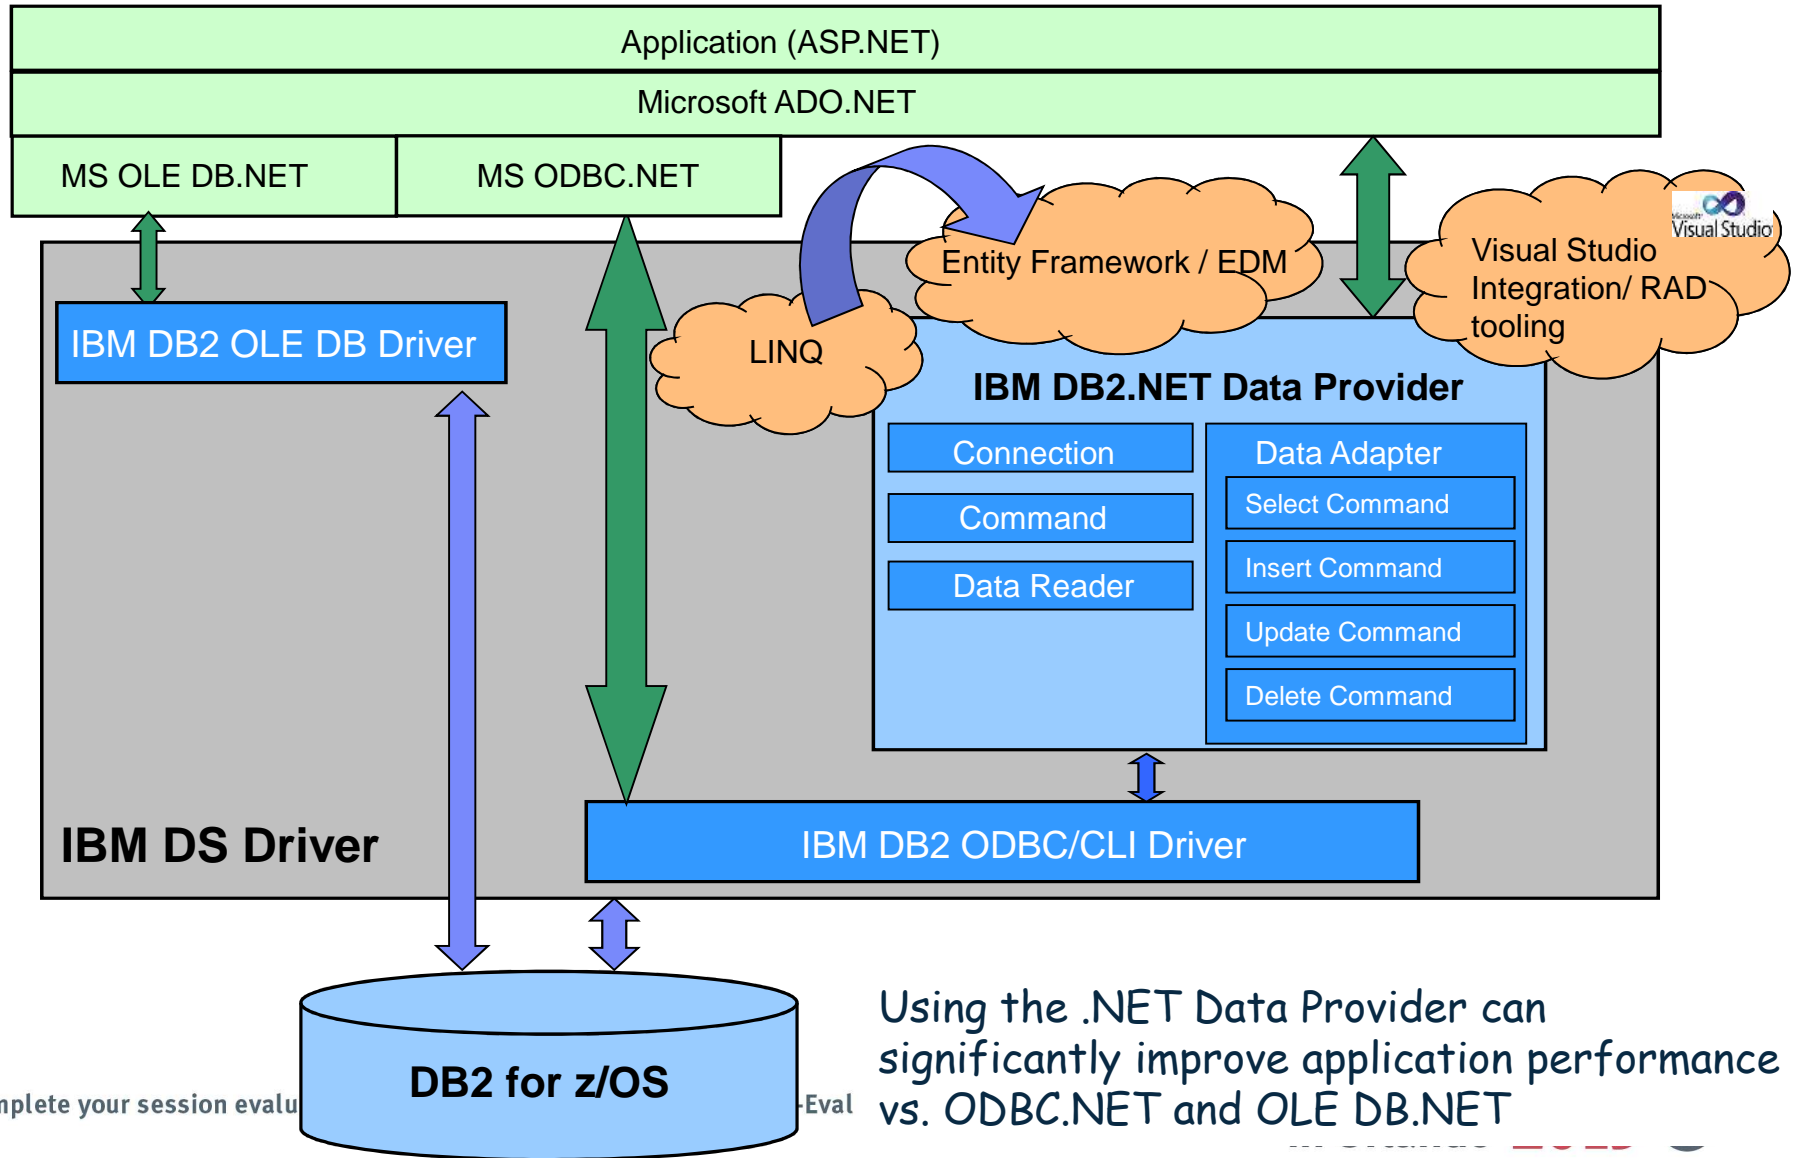 Application (ASP.NET)
Microsoft ADO.NET
MS OLE DB.NET
MS ODBC.NET
Entity Framework / EDM
Microsoft
Visual Studio
Visual Studio
Integration/ RAD
tooling
IBM DB2 OLE DB Driver
LINQ
IBM DB2.NET Data Provider
Connection
Command
Data Reader
Data Adapter
Select Command
Insert Command
Update Command
Delete Command
IBM DS Driver
IBM DB2 ODBC/CLI Driver
DB2 for z/OS
Using the .NET Data Provider can
significantly improve application performance
vs. ODBC.NET and OLE DB.NET
mplete your session evalu
-Eval